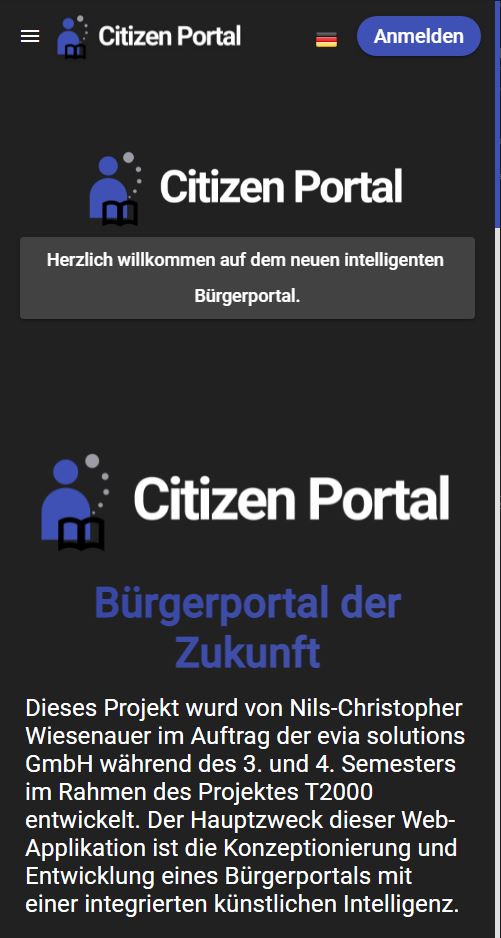 Citizen Portal
Anmelden
Citizen Portal
Herzlich willkommen auf dem neuen intelligenten
Bürgerportal.
Citizen Portal
Bürgerportal der
Zukunft
Dieses Projekt wurd von Nils-Christopher
Wiesenauer im Auftrag der evia solutions
GmbH während des 3. und 4. Semesters
im Rahmen des Projektes T2000
entwickelt. Der Hauptzweck dieser Web-
Applikation ist die Konzeptionierung und
Entwicklung eines Bürgerportals mit
einer integrierten künstlichen Intelligenz.